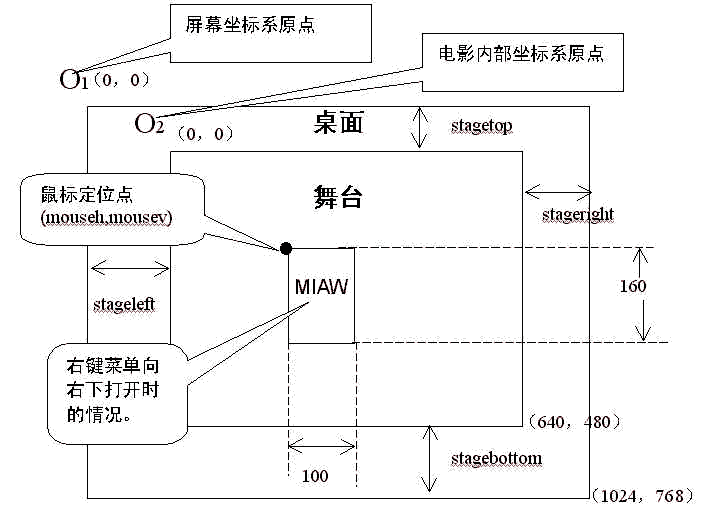 屏幕坐标系原点
电影内部坐标系原点
O1（0，0）
O2（0，0）
桌面
stagetop
鼠标定位点
(mouseh,mousev)
舞台
stageright
MIAW
160
stageleft
右键菜单向
右下打开时
的情况。
（640，480）
stagebottom
100
（1024，768）